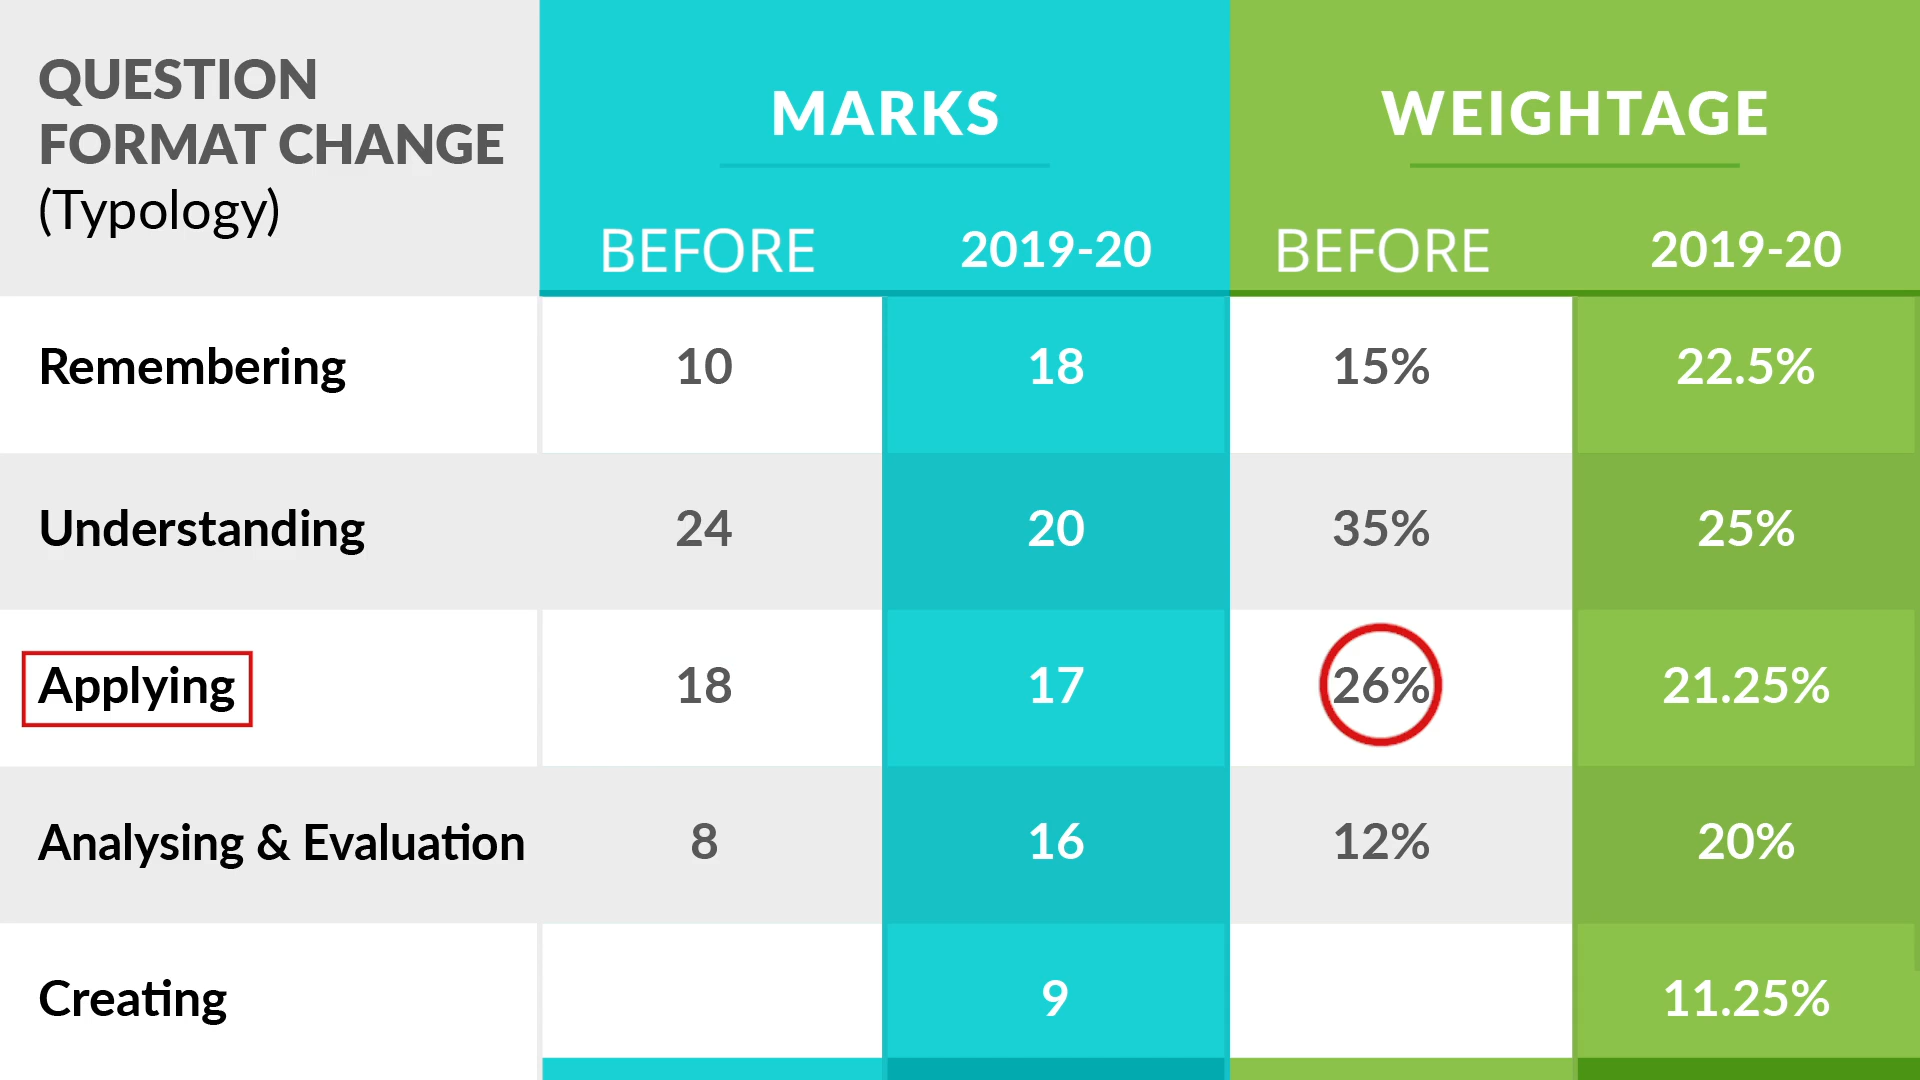 QUESTION
FORMAT CHANGE
(Typology)
MARKS
WEIGHTAGE
BEFORE 2019-20 BEFORE 2019-20
Remembering 10 18 15% 22.5%
Understanding 24 20 35% 25%
Applying 18 17 26% 21.25%
Analysing & Evaluation 8 16 12% 20%
Creating 9 11.25%